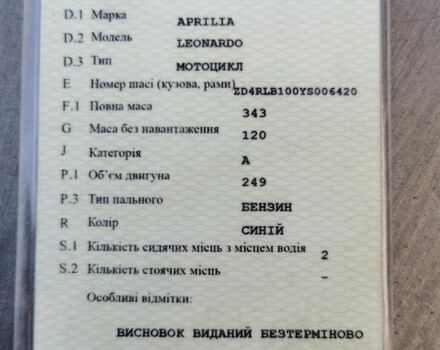 D.1 Марка APRILIA
D.2 Модель LEONARDO
D.3 Тип МОТОЦИКЛ
E Номер шасі (кузова, рами) ZD4RLB100YS006420
F.1 Повна маса 343
G Маса без навантаження 120
J Категорія A
P.1 Об'єм двигуна 249
P.3 Тип пального БЕНЗИН
R Колір СИНІЙ
S.1 Кількість сидячих місць з місцем водія 2
S.2 Кількість стоячих місць –
Особливі відмітки:
ВИСНОВОК ВИДАНИЙ БЕЗТЕРМІНОВО